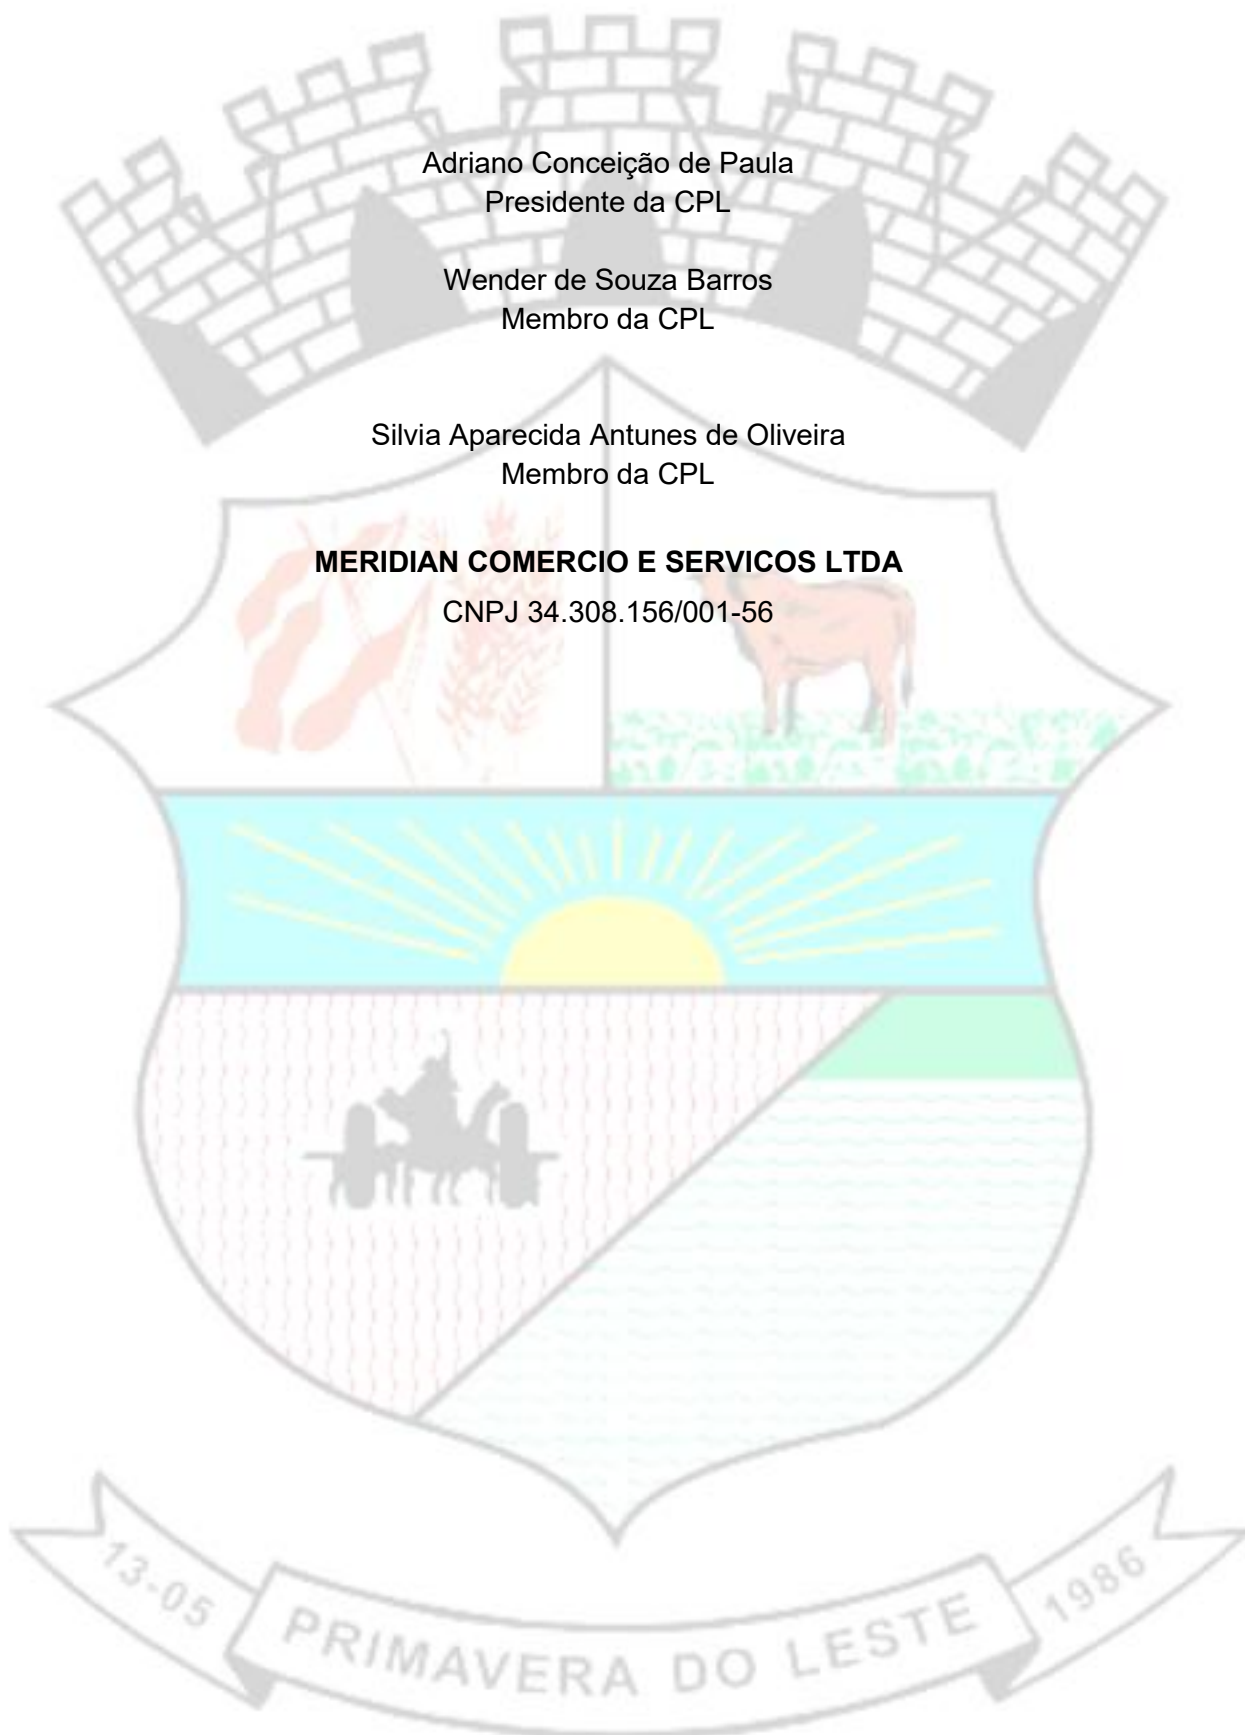 Adriano Conceição de Paula
Presidente da CPL
Wender de Souza Barros
Membro da CPL
Silvia Aparecida Antunes de Oliveira
Membro da CPL
MERIDIAN COMERCIO E SERVICOS LTDA
CNPJ 34.308.156/001-56
13-05 PRIMAVERA DO LESTE 1986